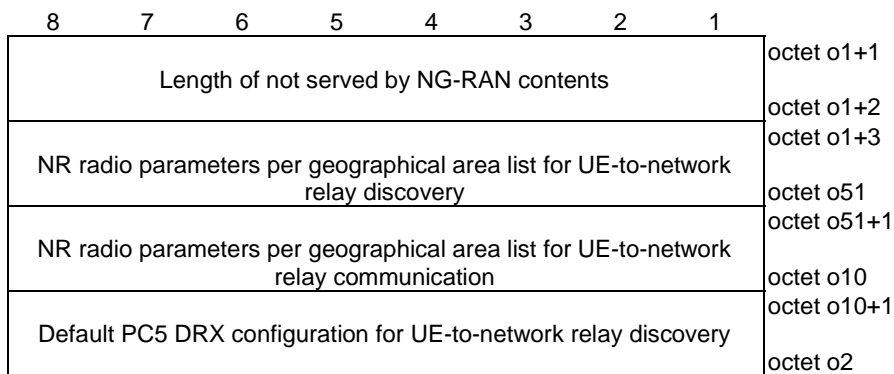 8 7 6 5 4 3 2 1
Length of not served by NG-RAN contents
octet o1+1
octet o1+2
NR radio parameters per geographical area list for UE-to-network
relay discovery
octet o1+3
octet o51
NR radio parameters per geographical area list for UE-to-network
relay communication
octet o51+1
octet o10
Default PC5 DRX configuration for UE-to-network relay discovery
octet o10+1
octet o2